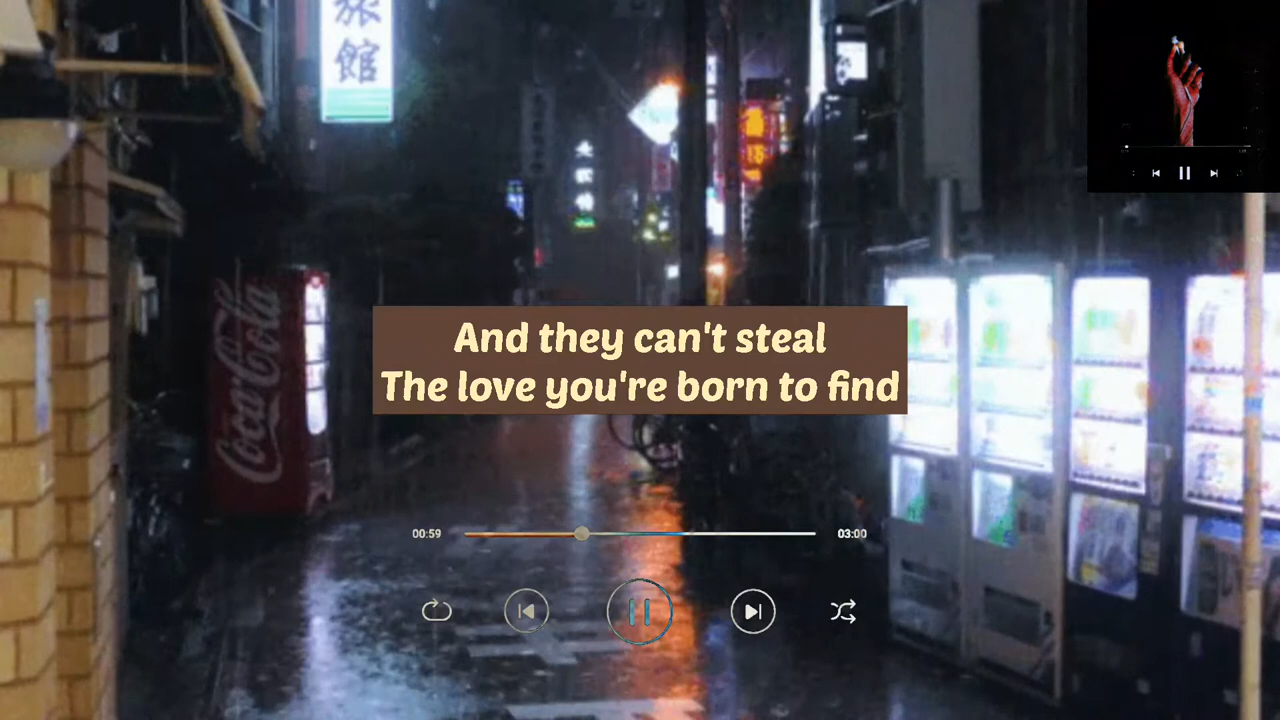 旅
館
And they can't steal
The love you're born to find
Coca-Cola
00:59
03:00